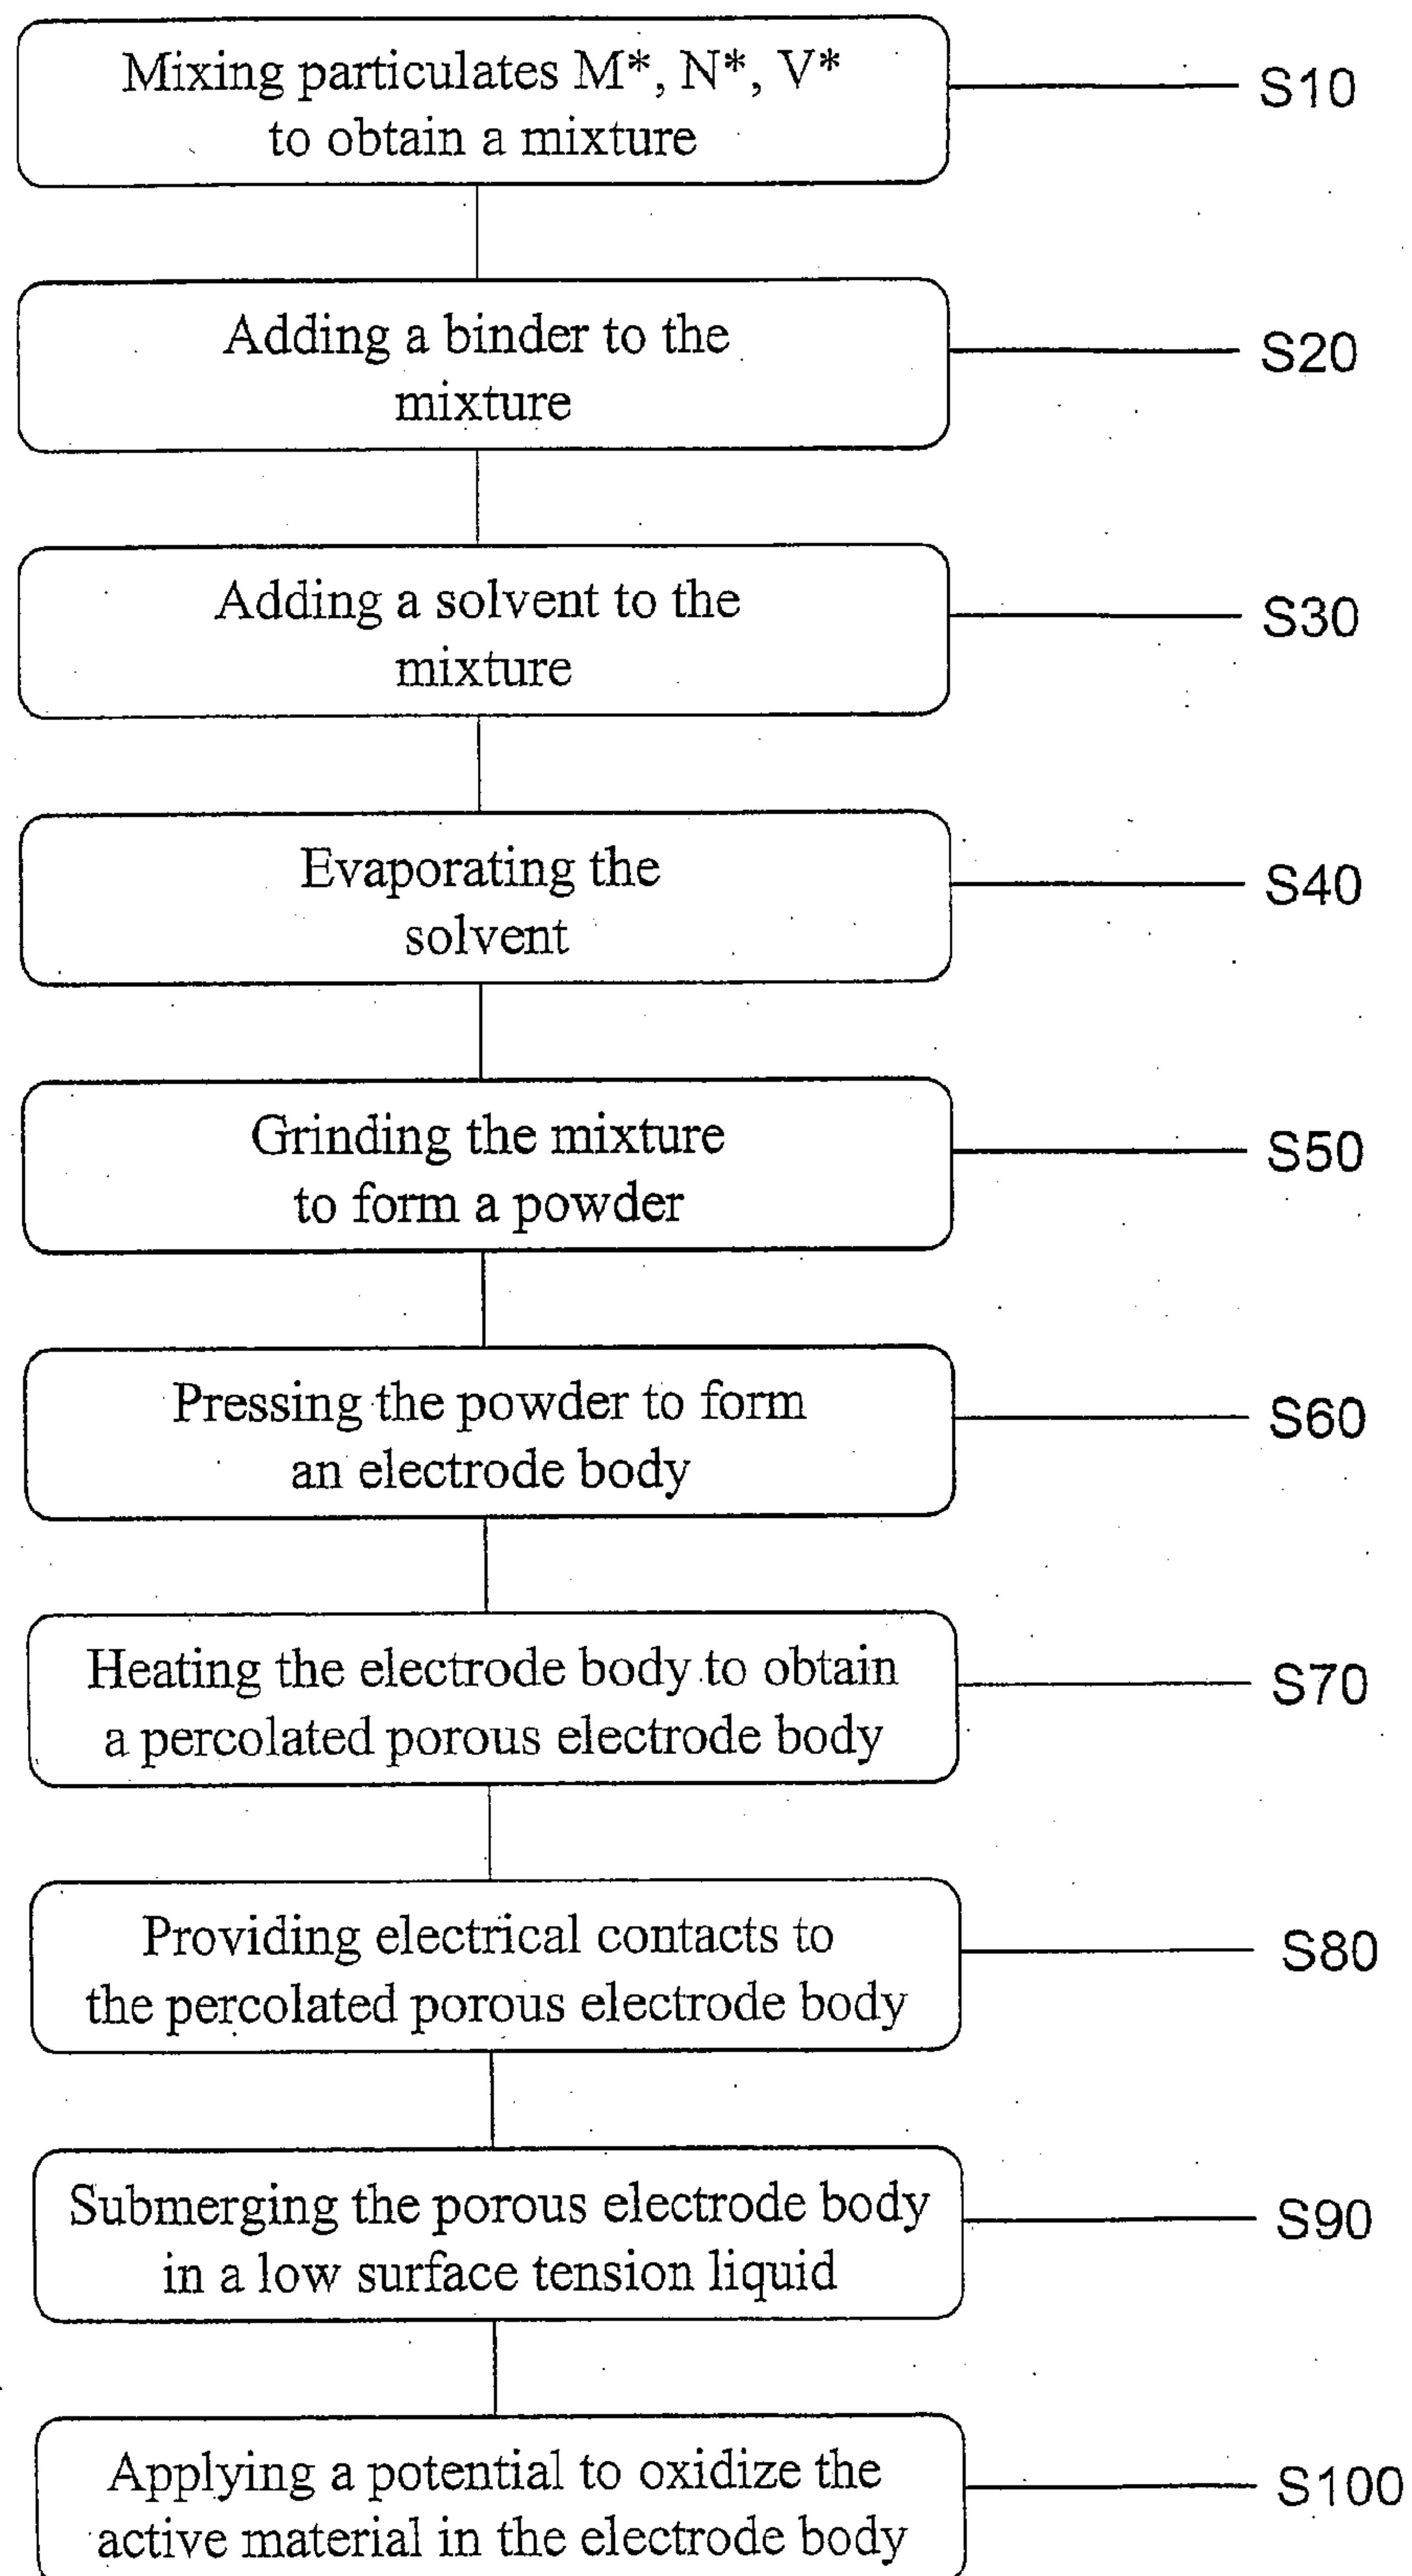 Mixing particulates M*, N*, V*
to obtain a mixture
S10
Adding a binder to the
mixture
S20
Adding a solvent to the
mixture
S30
Evaporating the
solvent
S40
Grinding the mixture
to form a powder
S50
Pressing the powder to form
an electrode body
S60
Heating the electrode body to obtain
a percolated porous electrode body
S70
Providing electrical contacts to
the percolated porous electrode body
S80
Submerging the porous electrode body
in a low surface tension liquid
S90
Applying a potential to oxidize the
active material in the electrode body
S100